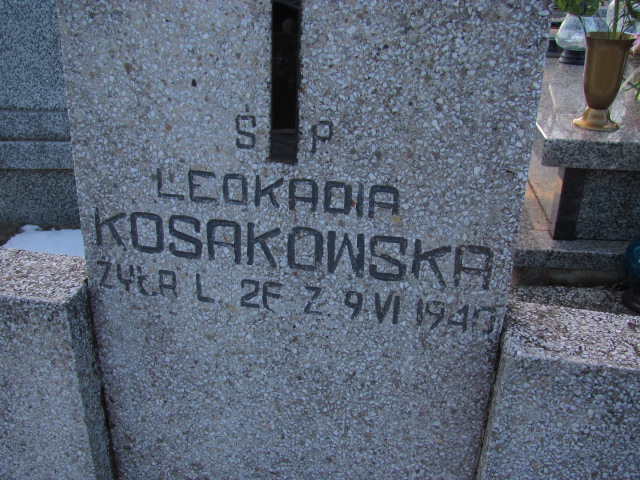 Ś P
LEOKADIA
KOSAKOWSKA
ŻYŁA L. Z. 9.VI